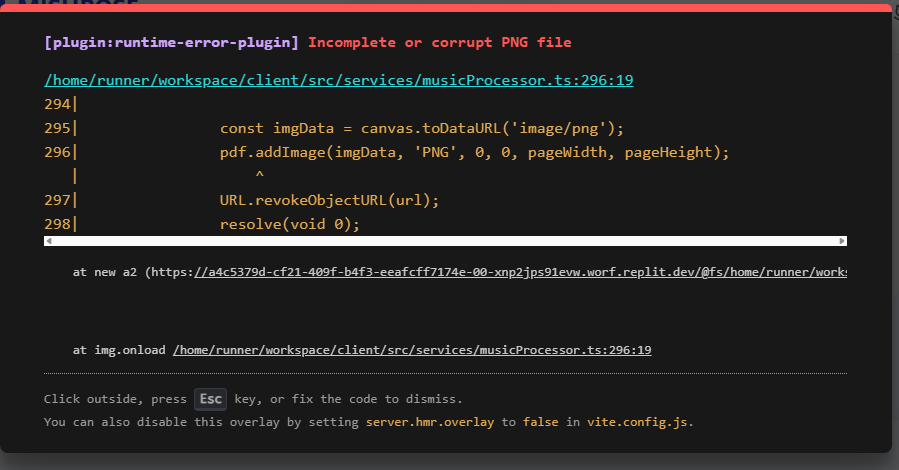 [plugin:runtime-error-plugin] Incomplete or corrupt PNG file
/home/runner/workspace/client/src/services/musicProcessor.ts:296:19
294|
295|                const imgData = canvas.toDataURL('image/png');
296|                pdf.addImage(imgData, 'PNG', 0, 0, pageWidth, pageHeight);
   |                    ^
297|                URL.revokeObjectURL(url);
298|                resolve(void 0);
at new a2 (https://a4c5379d-cf21-409f-b4f3-eeafcff7174e-00-xnp2jps91evw.worf.replit.dev/@fs/home/runner/works
at img.onload /home/runner/workspace/client/src/services/musicProcessor.ts:296:19
Click outside, press Esc key, or fix the code to dismiss.
You can also disable this overlay by setting server.hmr.overlay to false in vite.config.js.